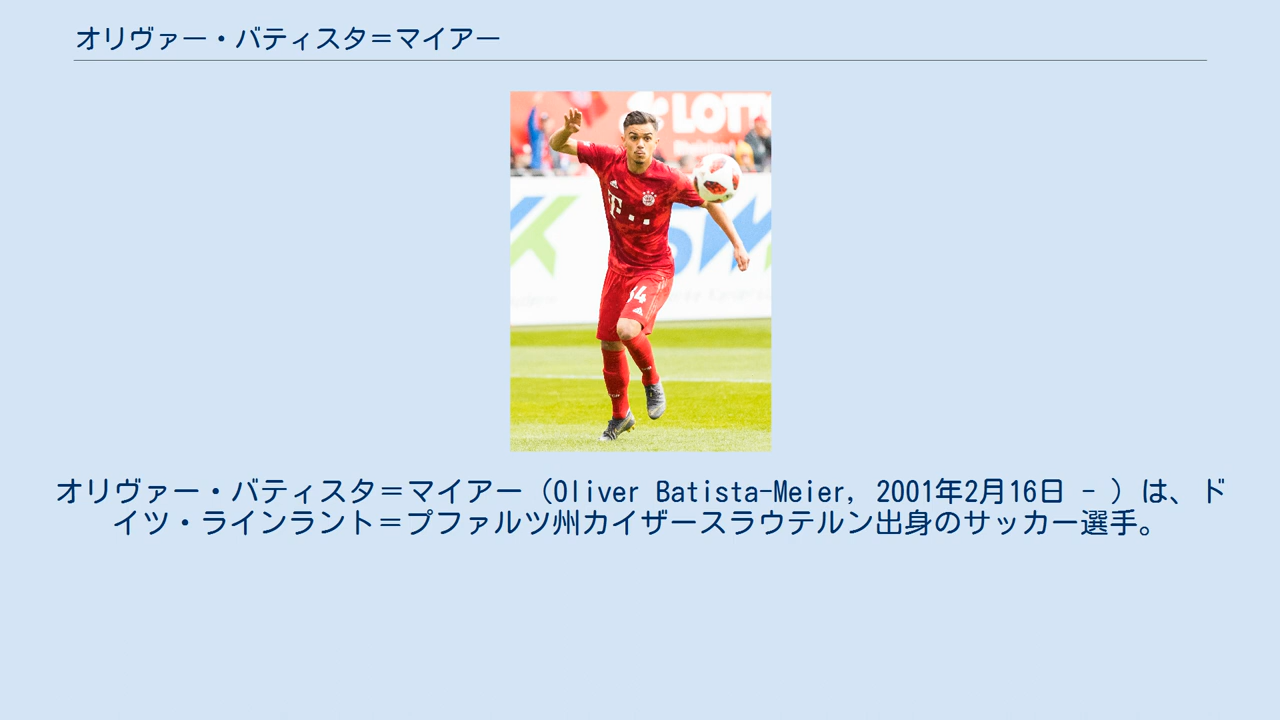 オリヴァー・バティスタ＝マイアー
LOTT
T
34
オリヴァー・バティスタ＝マイアー（Oliver Batista-Meier, 2001年2月16日 - ）は、ド
イツ・ラインラント＝プファルツ州カイザースラウテルン出身のサッカー選手。